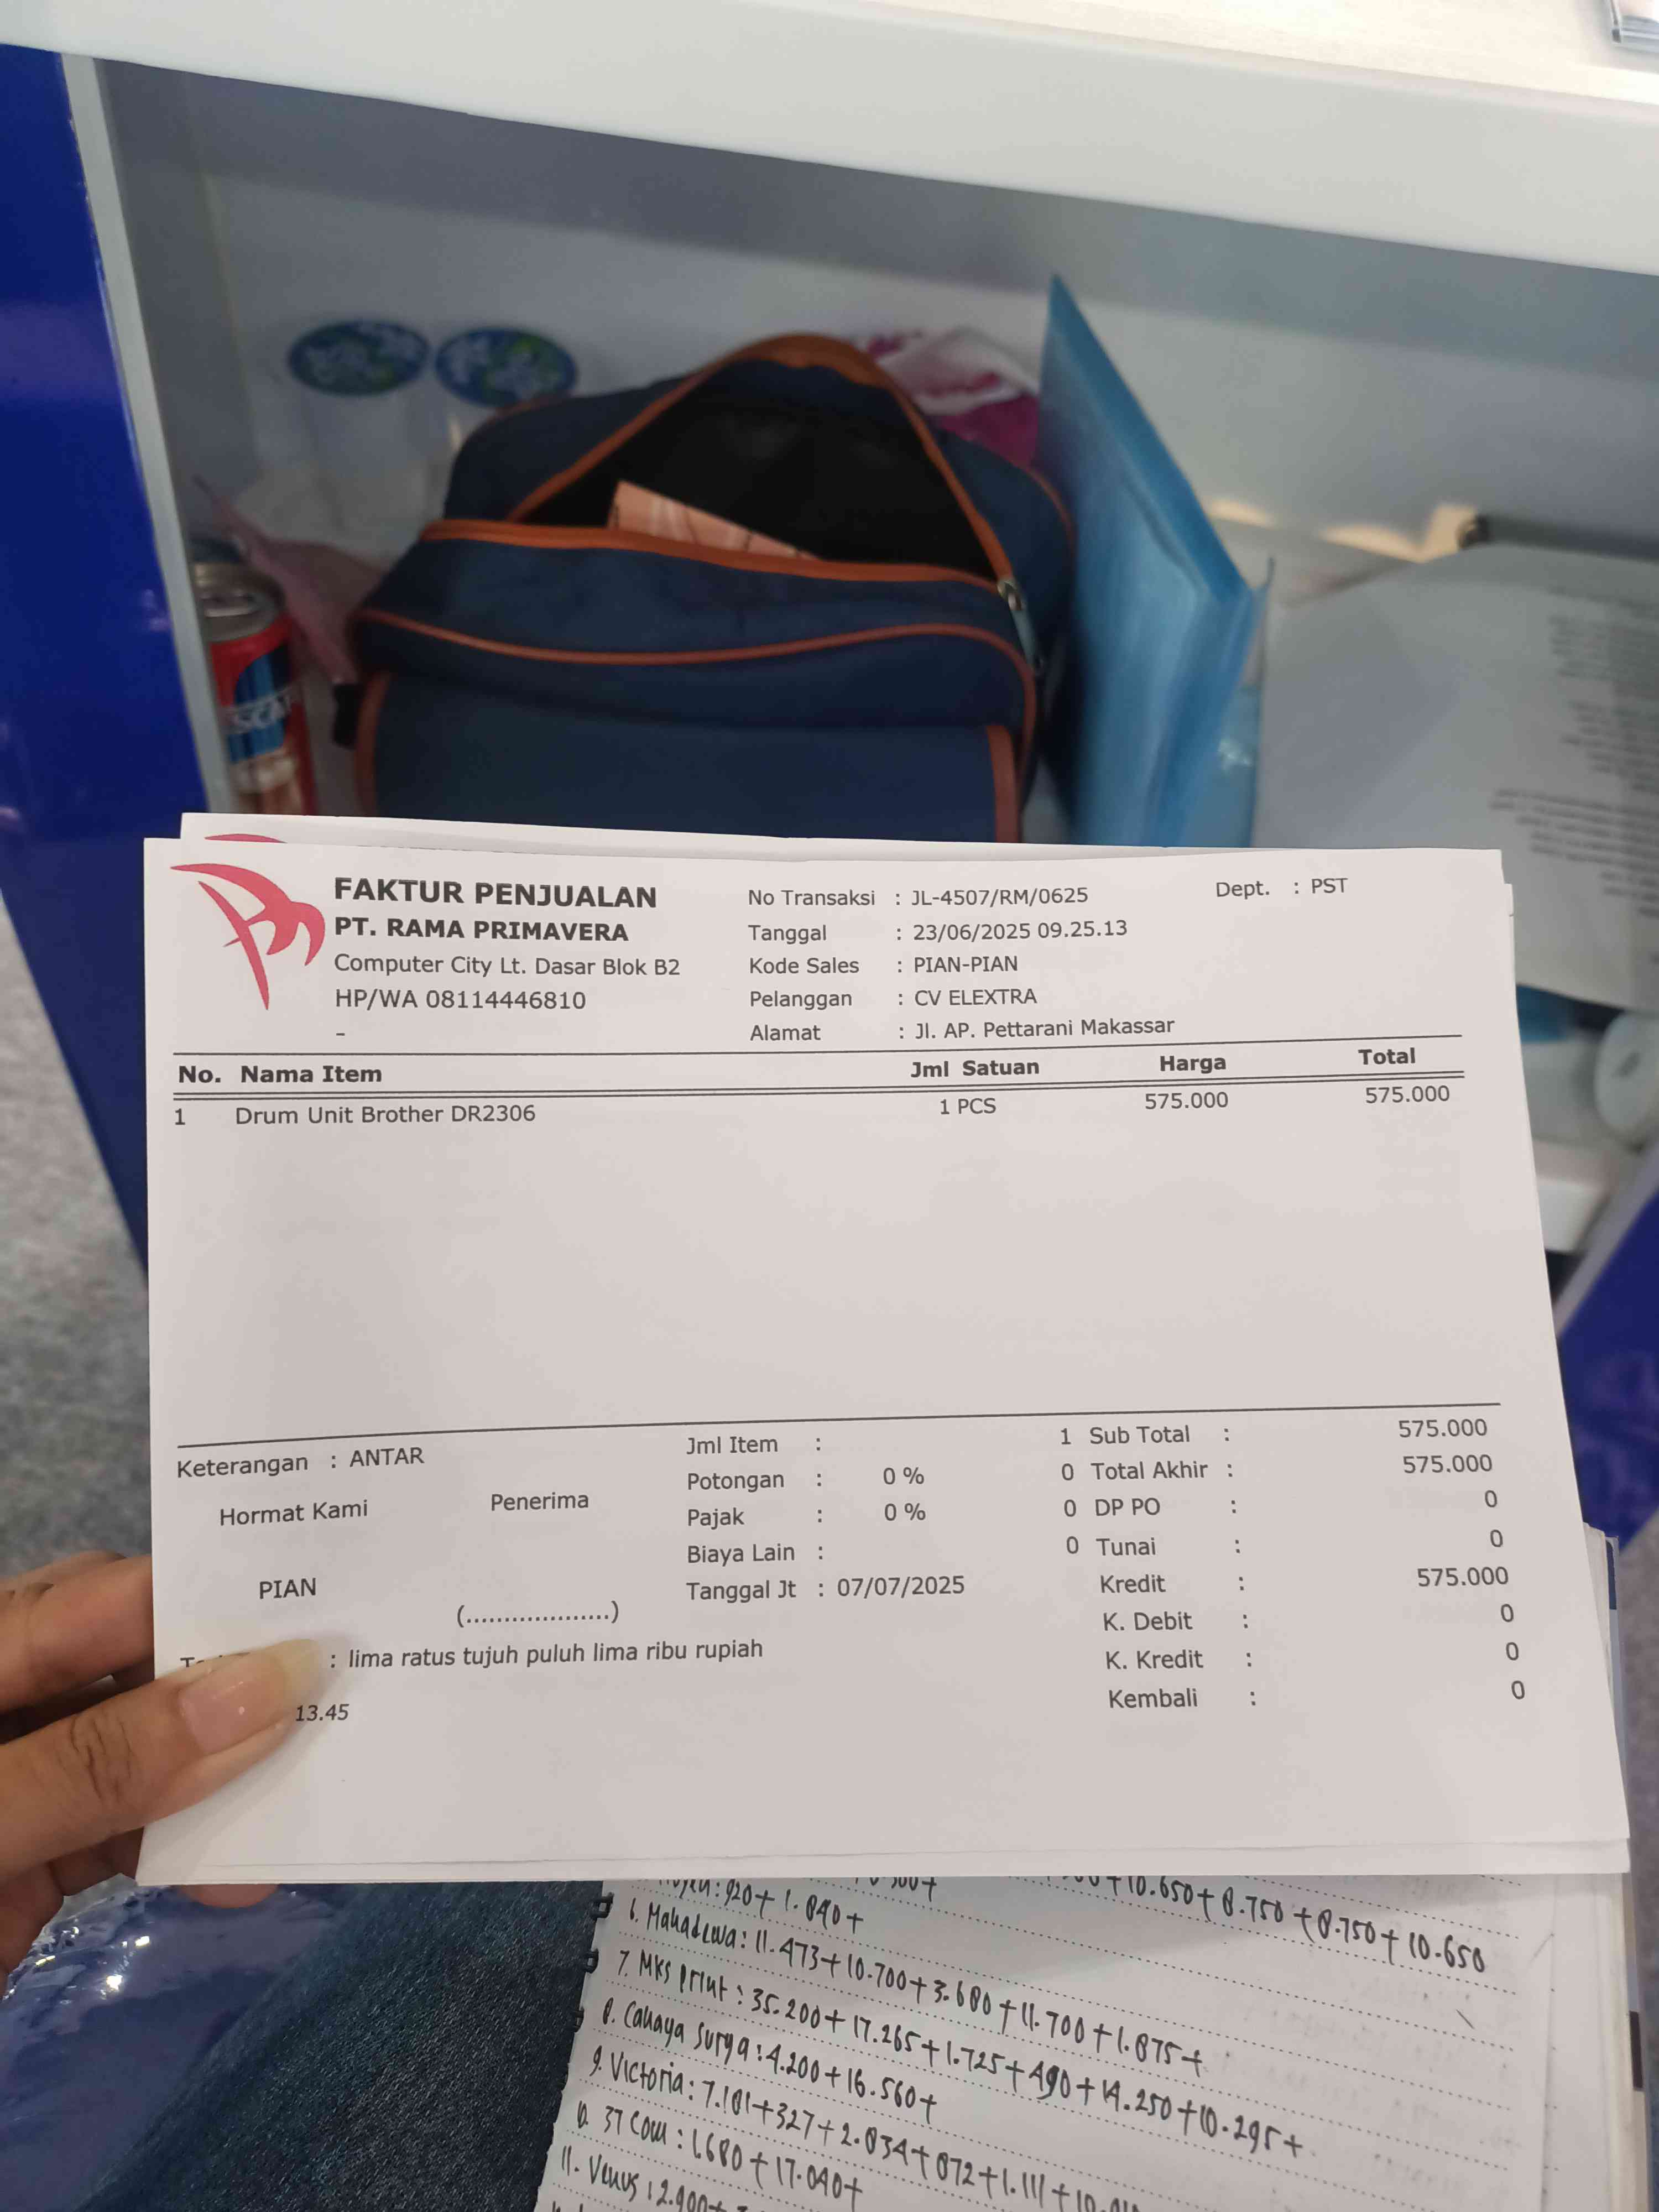 FAKTUR PENJUALAN
PT. RAMA PRIMAVERA
Computer City Lt. Dasar Blok B2
HP/WA 08114446810
-
No Transaksi : JL-4507/RM/0625
Tanggal : 23/06/2025 09.25.13
Kode Sales : PIAN-PIAN
Pelanggan : CV ELEXTRA
Alamat : Jl. AP. Pettarani Makassar
Dept. : PST
No. Nama Item Jml Satuan Harga Total
1 Drum Unit Brother DR2306 1 PCS 575.000 575.000
Keterangan : ANTAR
Hormat Kami Penerima
PIAN
(...................)
: lima ratus tujuh puluh lima ribu rupiah
13.45
Jml Item : 1
Potongan : 0 % 0
Pajak : 0 % 0
Biaya Lain : 0
Tanggal Jt : 07/07/2025
Sub Total : 575.000
Total Akhir : 575.000
DP PO : 0
Tunai : 0
Kredit : 575.000
K. Debit : 0
K. Kredit : 0
Kembali : 0
920+ 1.840+
+10.650+8.750+8.750+10.650
6. Mahadewa: 11.473+10.700+3.680+11.700+1.875+
7. Mks print: 35.200+17.265+1.725+490+14.250+10.295+
8. Cahaya surya: 4.200+16.560+
9. Victoria: 7.181+327+2.834+872+1.111+
10. 37 Com: 1.680+17.040+
11. Venus: 2.900+